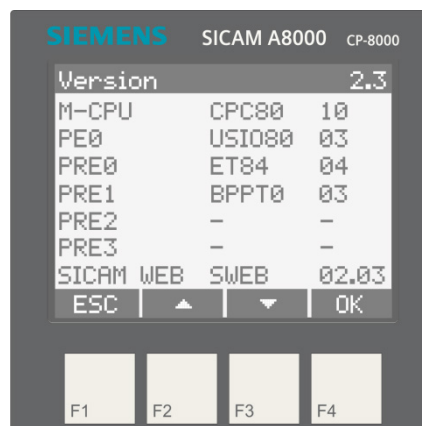 SIEMENS SICAM A8000 CP-8000
Version 2.3
M-CPU CPC80 10
PE0 USIO80 03
PRE0 ET84 04
PRE1 BPPT0 03
PRE2 - -
PRE3 - -
SICAM WEB SWEB 02.03
ESC ▲ ▼ OK
F1 F2 F3 F4